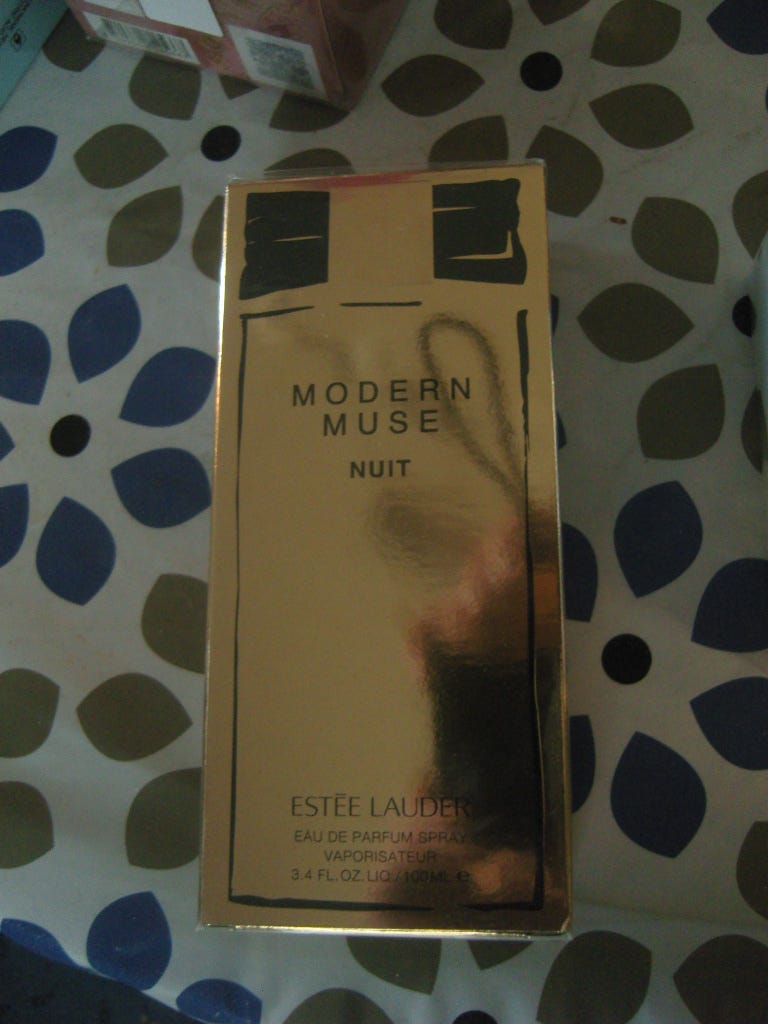 MODERN
MUSE
NUIT
ESTĒE LAUDER
EAU DE PARFUM SPRAY
VAPORISATEUR
3.4 FL.OZ.LIQ./100 ML ℮